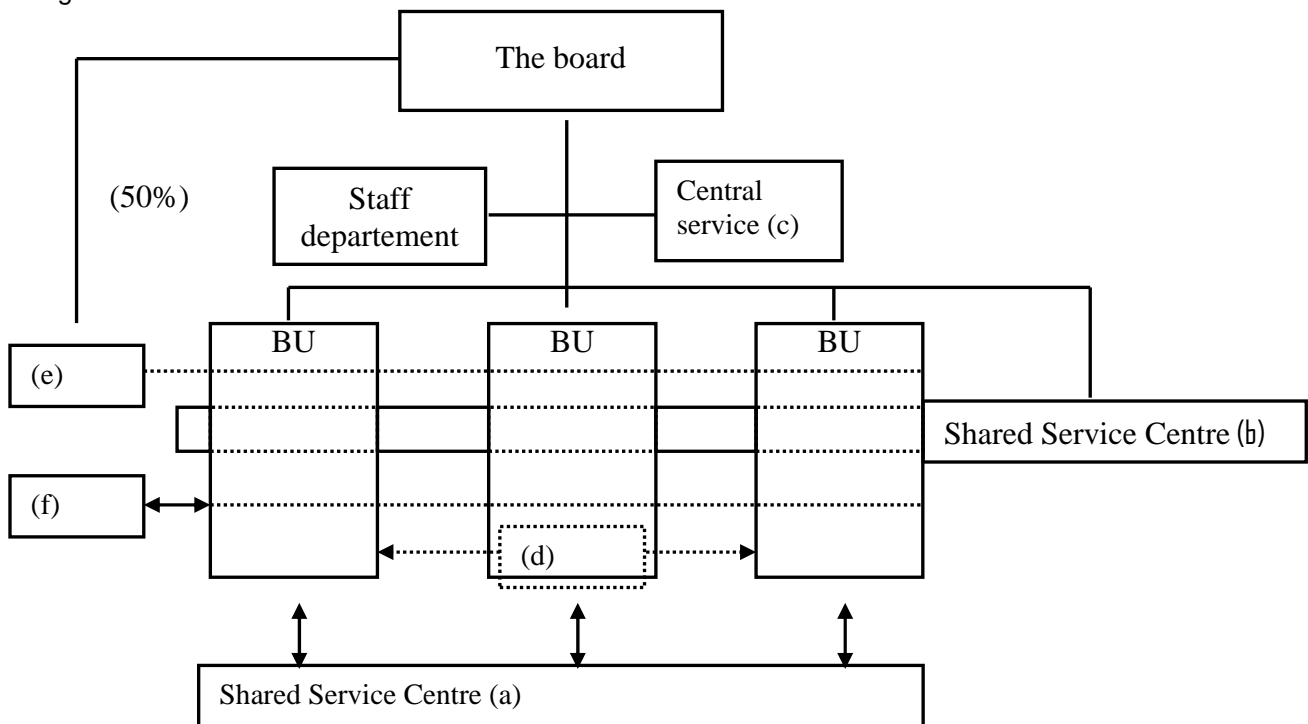 The board
(50%)
Staff
departement
Central
service (c)
BU
BU
BU
(e)
Shared Service Centre (b)
(f)
(d)
Shared Service Centre (a)